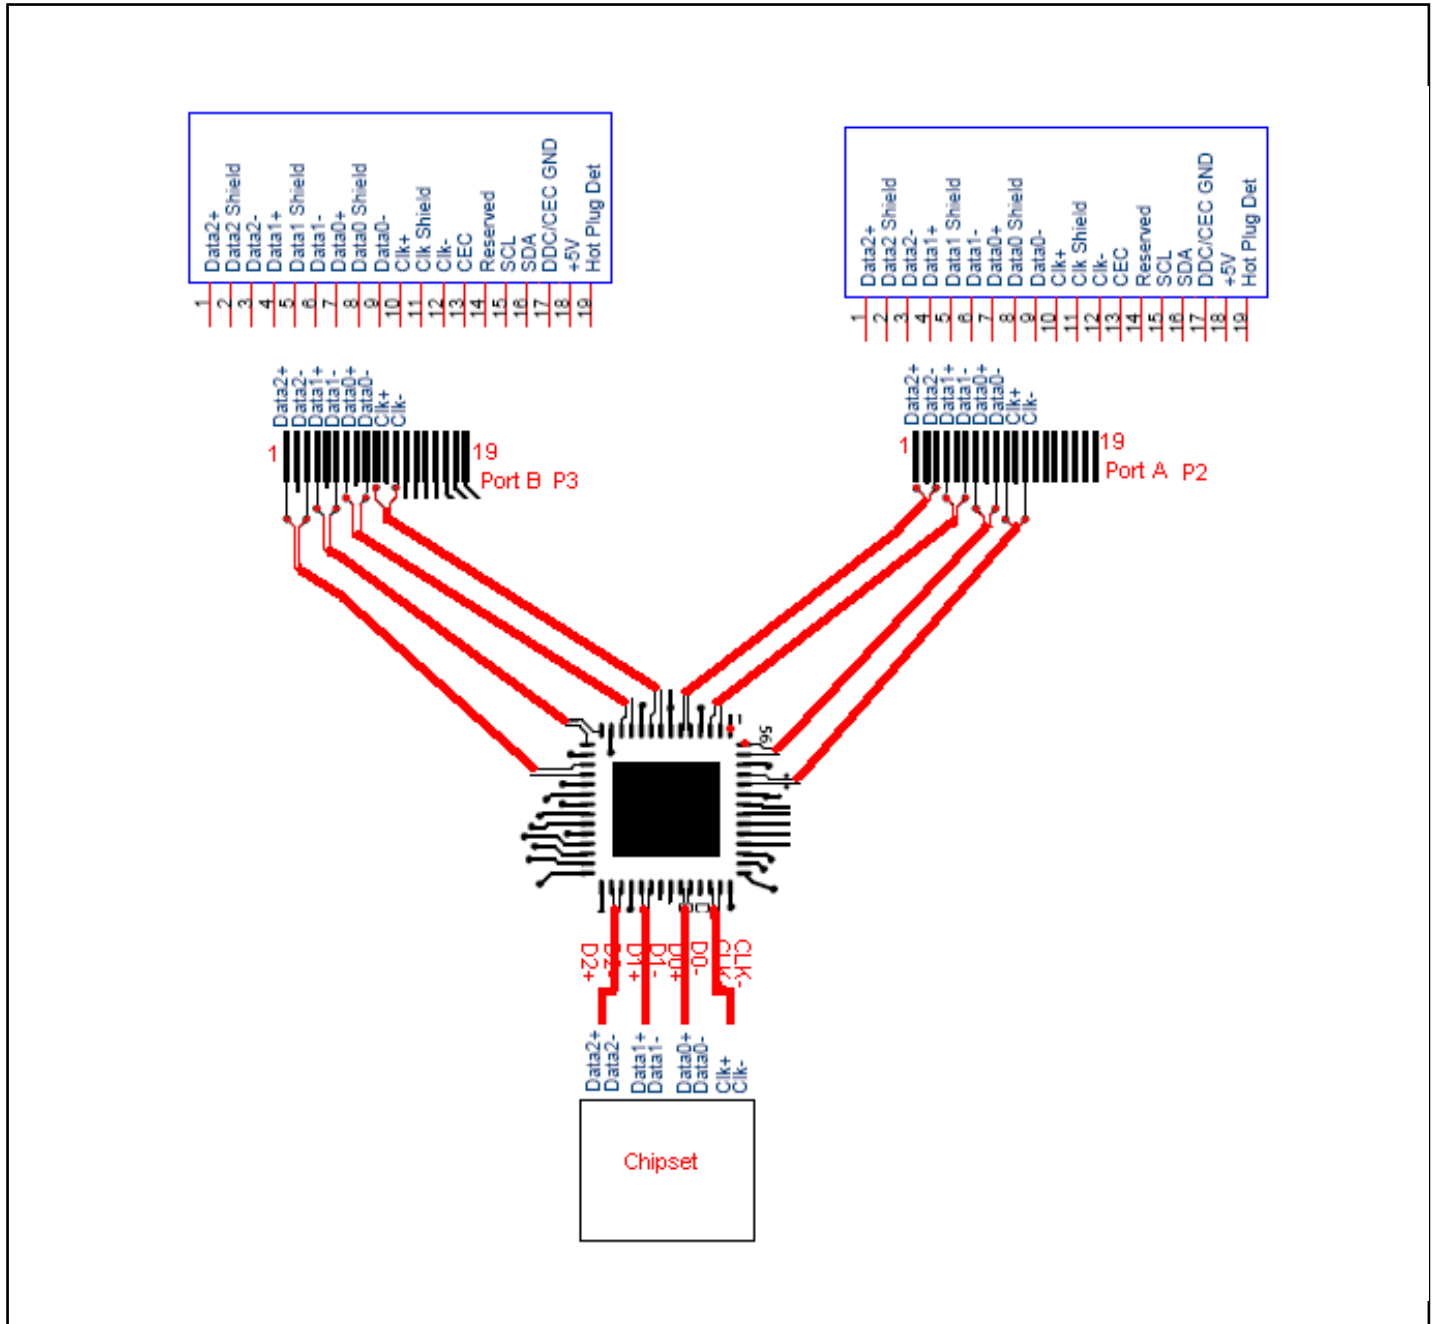 Data2+
Data2 Shield
Data2-
Data1+
Data1 Shield
Data1-
Data0+
Data0 Shield
Data0-
Clk+
Clk Shield
Clk-
CEC
Reserved
SCL
SDA
DDC/CEC GND
+5V
Hot Plug Det
1
2
3
4
5
6
7
8
9
10
11
12
13
14
15
16
17
18
19
Data2+
Data2 Shield
Data2-
Data1+
Data1 Shield
Data1-
Data0+
Data0 Shield
Data0-
Clk+
Clk Shield
Clk-
CEC
Reserved
SCL
SDA
DDC/CEC GND
+5V
Hot Plug Det
1
2
3
4
5
6
7
8
9
10
11
12
13
14
15
16
17
18
19
Data2+
Data2-
Data1+
Data1-
Data0+
Data0-
Clk+
Clk-
1
19
Port B P3
Data2+
Data2-
Data1+
Data1-
Data0+
Data0-
Clk+
Clk-
1
19
Port A P2
1
56
D2+
D2-
D1+
D1-
D0+
D0-
CLK-
Data2+
Data2-
Data1+
Data1-
Data0+
Data0-
Clk+
Clk-
Chipset